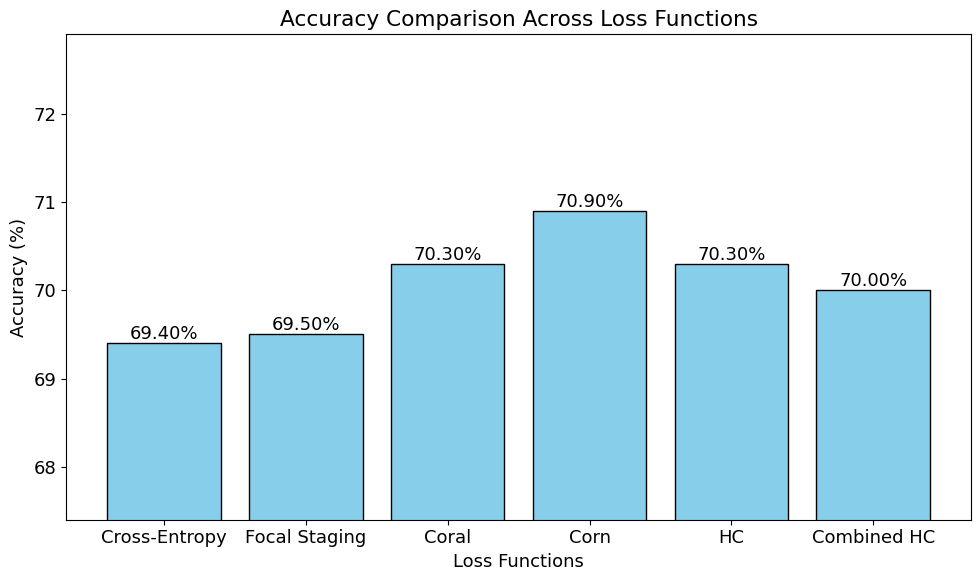 Accuracy Comparison Across Loss Functions
Accuracy (%)
72
71
70
69
68
69.40%
69.50%
70.30%
70.90%
70.30%
70.00%
Cross-Entropy
Focal Staging
Coral
Corn
HC
Combined HC
Loss Functions